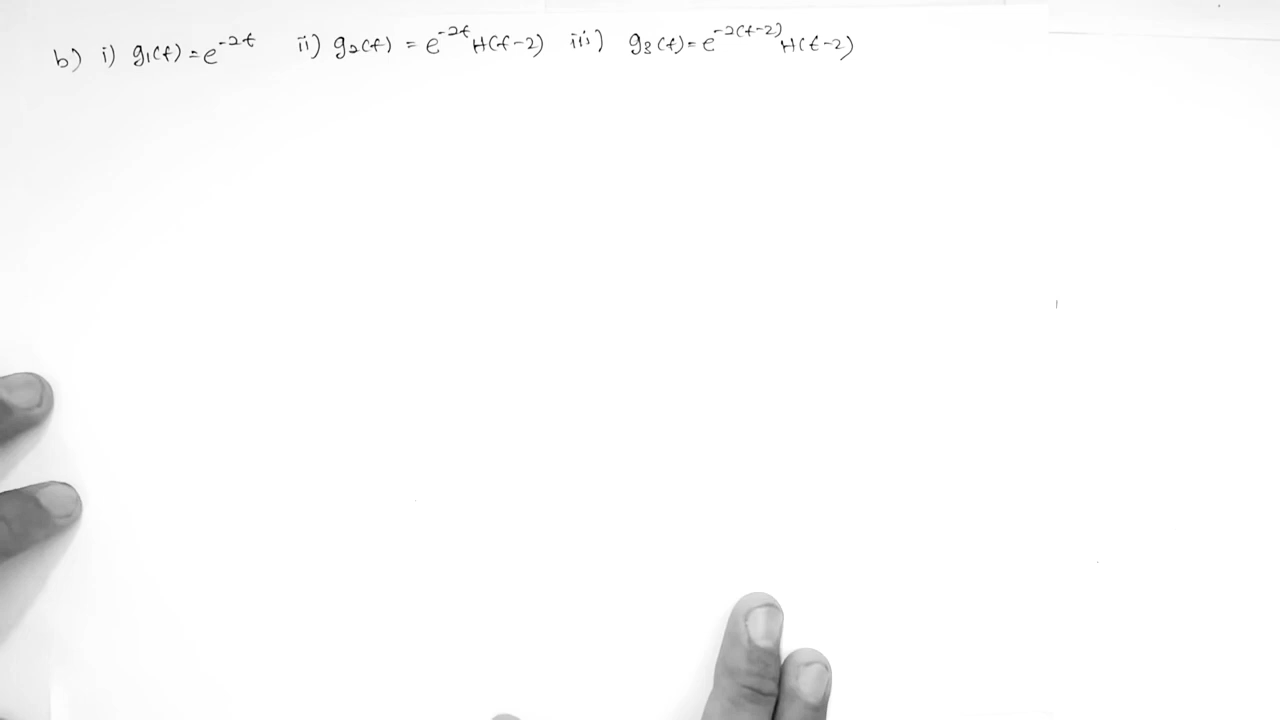 b) i) g₁(t) = e^{-2t} ii) g₂(t) = e^{-2t} H(t-2) iii) g₃(t) = e^{-2(t-2)} H(t-2)